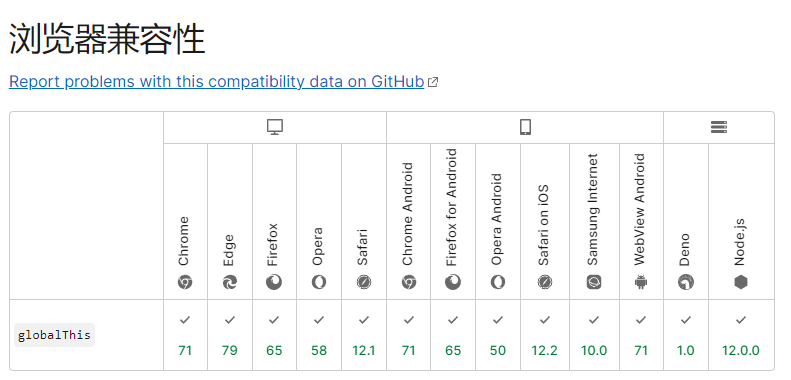 浏览器兼容性
Report problems with this compatibility data on GitHub
Chrome
Edge
Firefox
Opera
Safari
Chrome Android
Firefox for Android
Opera Android
Safari on iOS
Samsung Internet
WebView Android
Deno
Node.js
globalThis
71 79 65 58 12.1 71 65 50 12.2 10.0 71 1.0 12.0.0